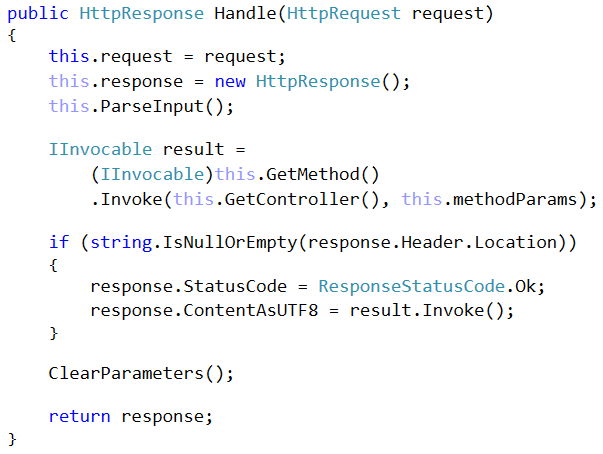 public HttpResponse Handle(HttpRequest request)
{
    this.request = request;
    this.response = new HttpResponse();
    this.ParseInput();

    IInvocable result =
        (IInvocable)this.GetMethod()
        .Invoke(this.GetController(), this.methodParams);

    if (string.IsNullOrEmpty(response.Header.Location))
    {
        response.StatusCode = ResponseStatusCode.Ok;
        response.ContentAsUTF8 = result.Invoke();
    }

    ClearParameters();

    return response;
}